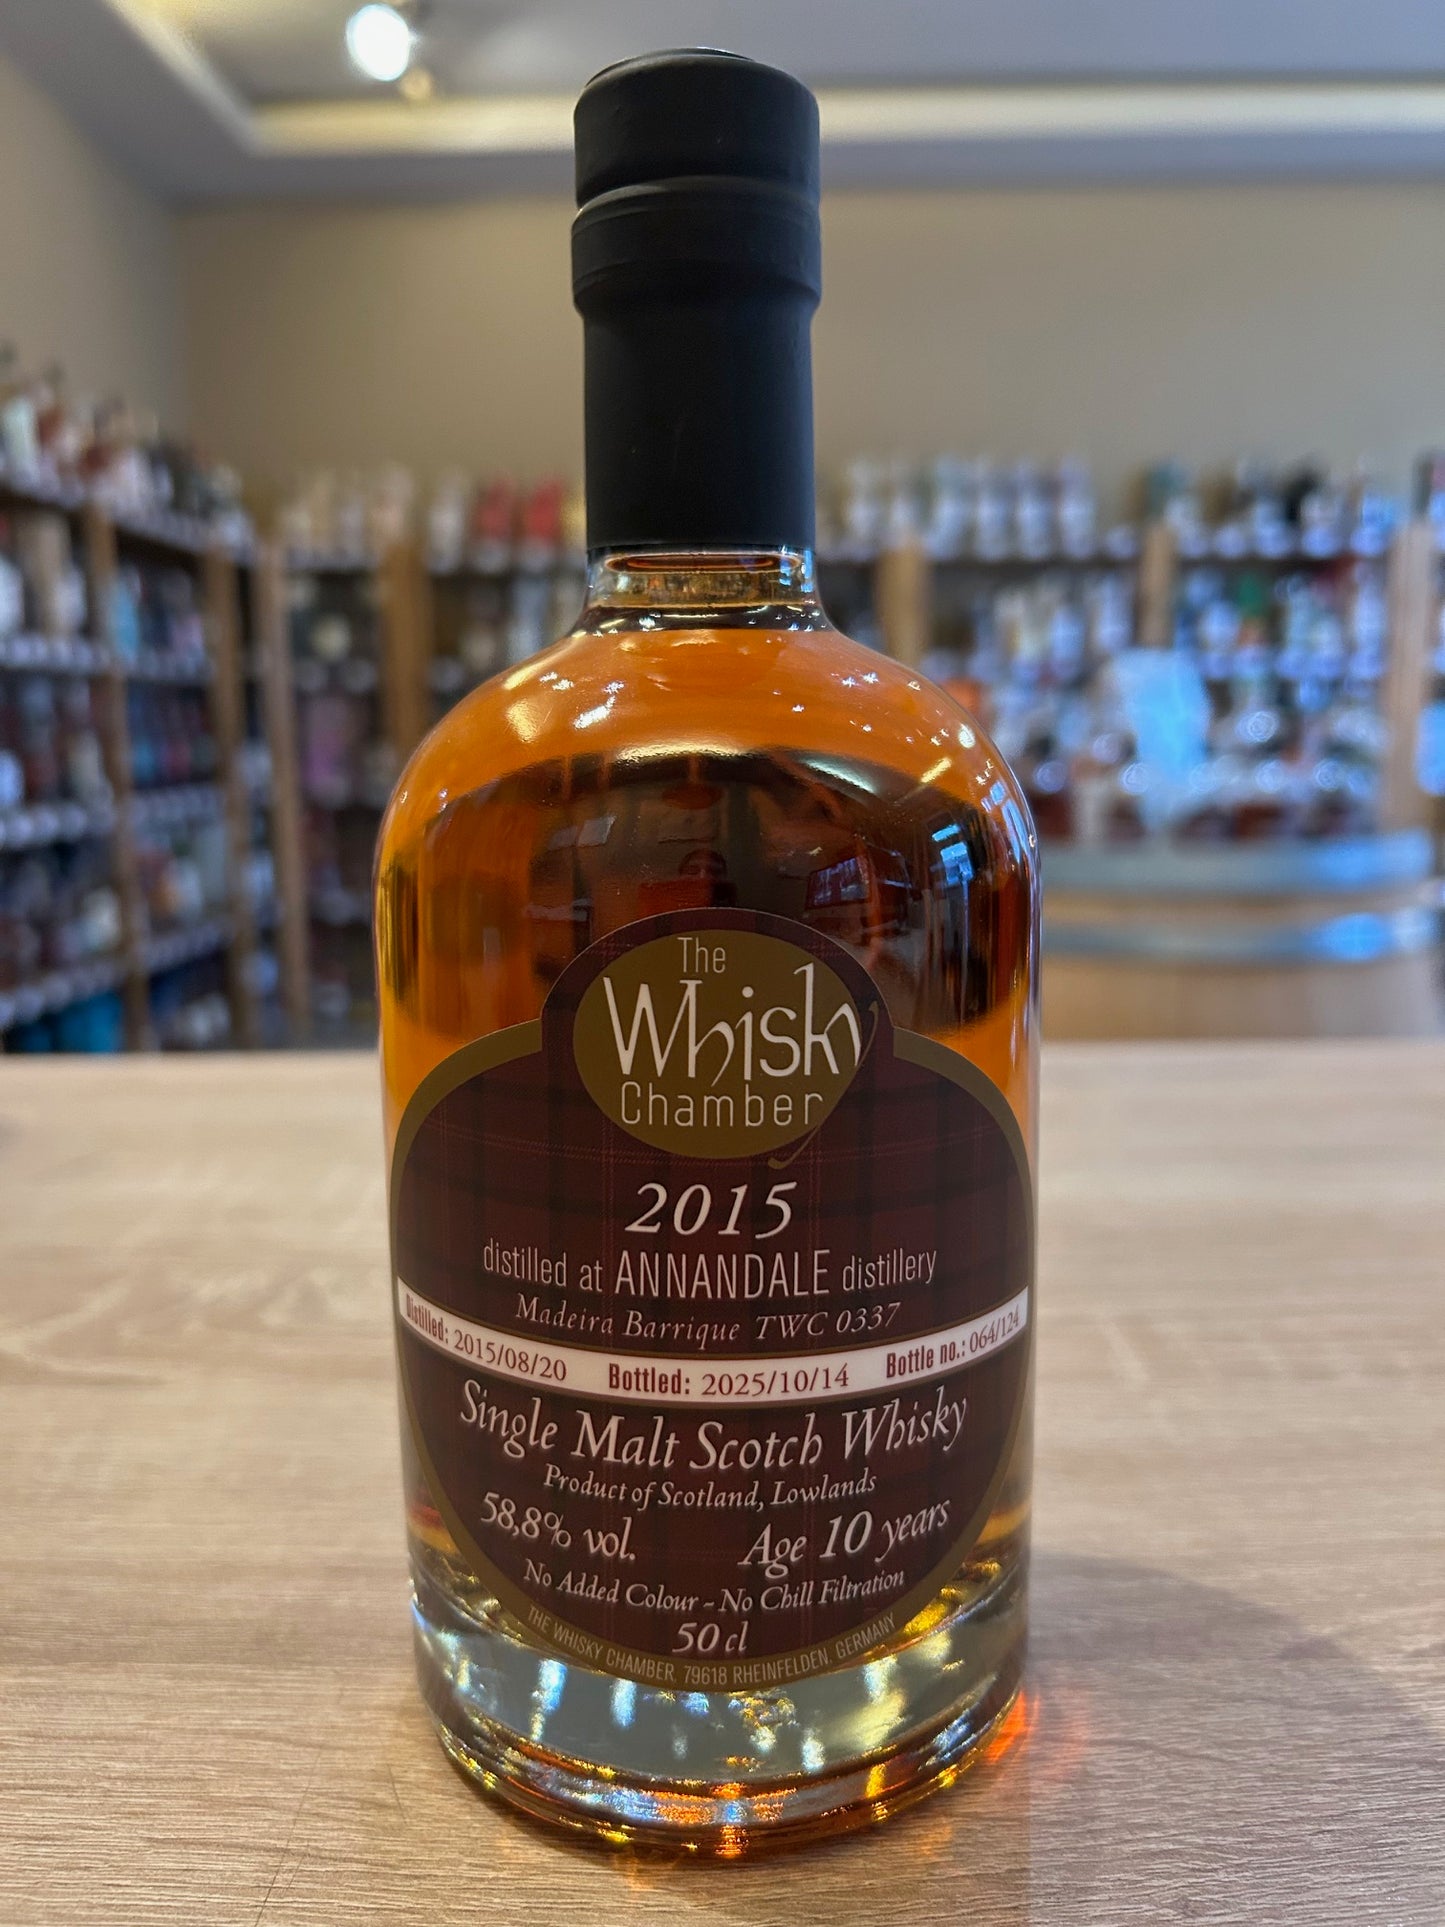 The
Whisky
Chamber
2015
distilled at ANNANDALE distillery
Madeira Barrique TWC 0337
Distilled: 2015/08/20 Bottled: 2025/10/14 Bottle no.: 064/124
Single Malt Scotch Whisky
Product of Scotland, Lowlands
58,8% vol. Age 10 years
No Added Colour - No Chill Filtration
50 cl
THE WHISKY CHAMBER, 79618 RHEINFELDEN, GERMANY